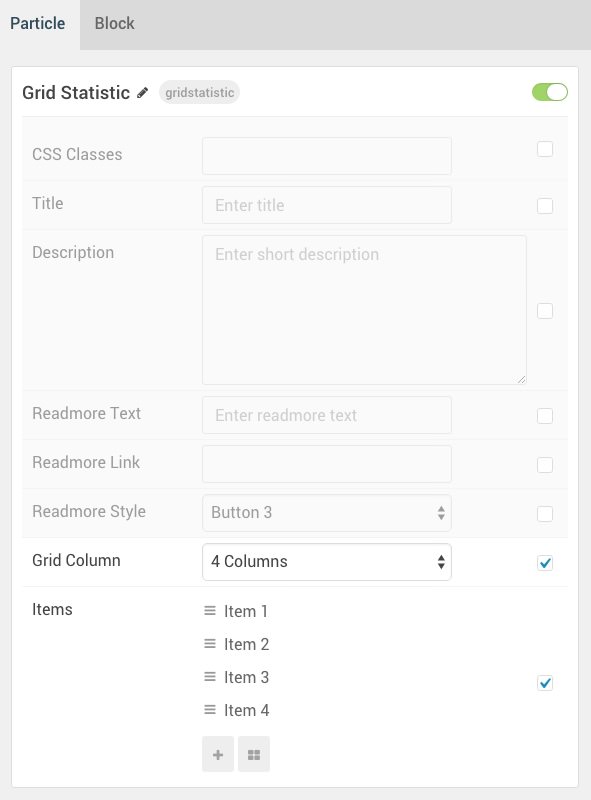 Particle Block
Grid Statistic gridstatistic
CSS Classes
Title Enter title
Description Enter short description
Readmore Text Enter readmore text
Readmore Link
Readmore Style Button 3
Grid Column 4 Columns
Items Item 1
Item 2
Item 3
Item 4